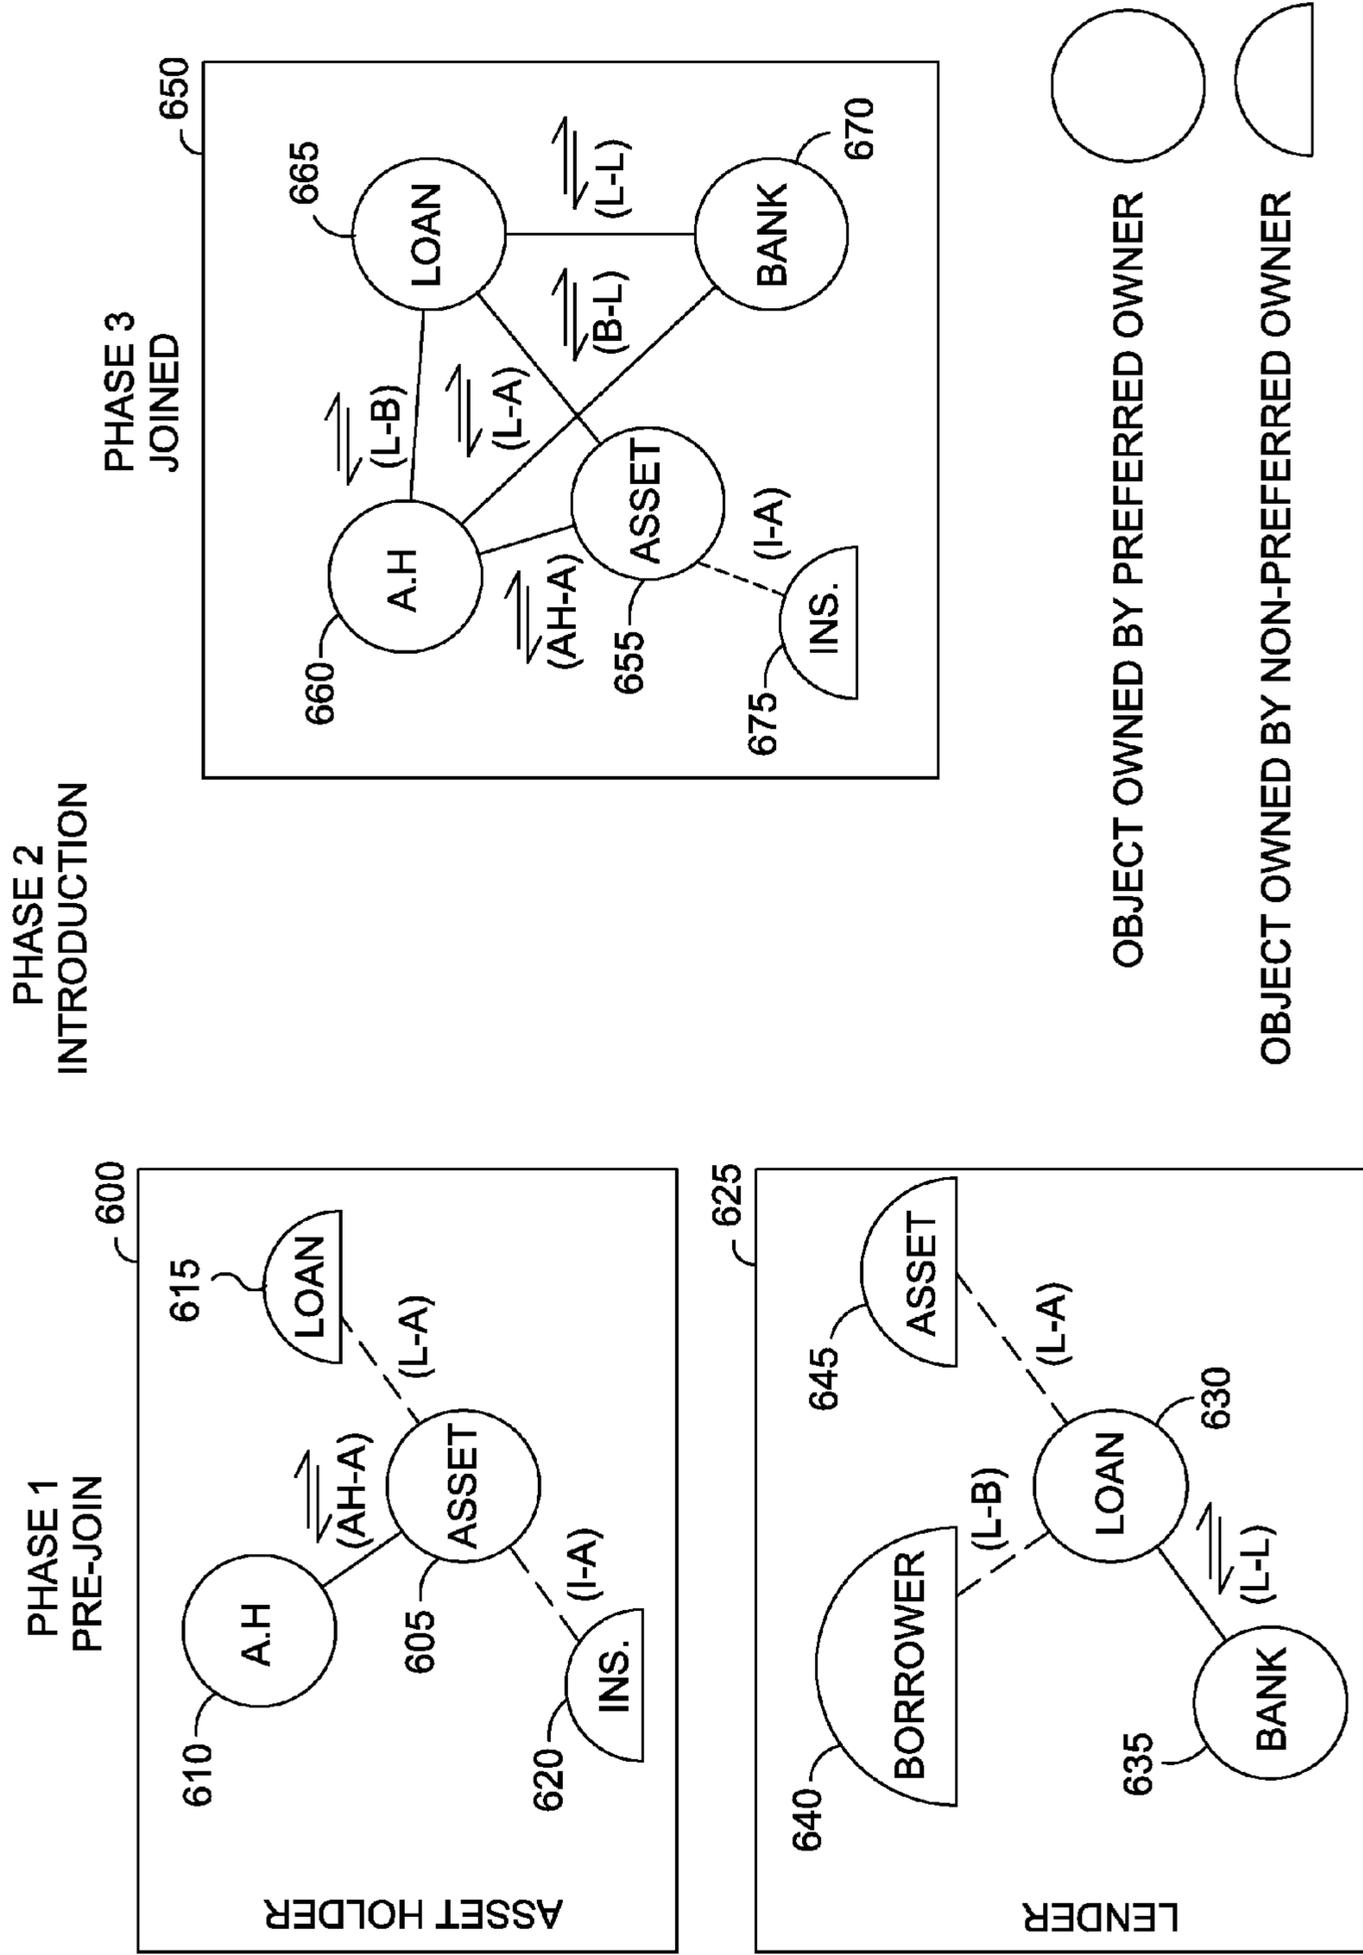 PHASE 1
PRE-JOIN
PHASE 2
INTRODUCTION
PHASE 3
JOINED
600
ASSET HOLDER
610
A.H
(AH-A)
615
LOAN
(L-A)
605
ASSET
620
INS.
(I-A)
625
LENDER
640
BORROWER
(L-B)
645
ASSET
(L-A)
630
LOAN
635
BANK
(L-L)
650
660
A.H
(L-B)
665
LOAN
(L-A)
(AH-A)
655
ASSET
(B-L)
(L-L)
675
INS.
(I-A)
670
BANK
OBJECT OWNED BY PREFERRED OWNER
OBJECT OWNED BY NON-PREFERRED OWNER